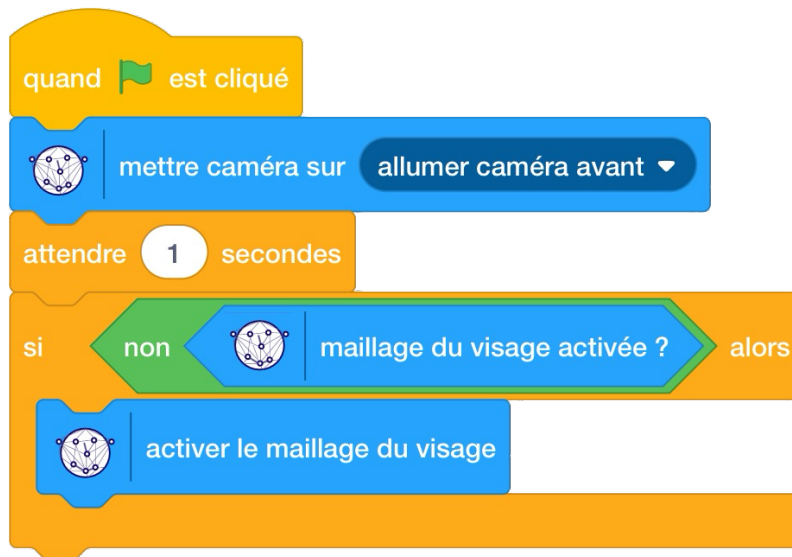 quand est cliqué
mettre caméra sur allumer caméra avant
attendre 1 secondes
si non maillage du visage activée ? alors
activer le maillage du visage